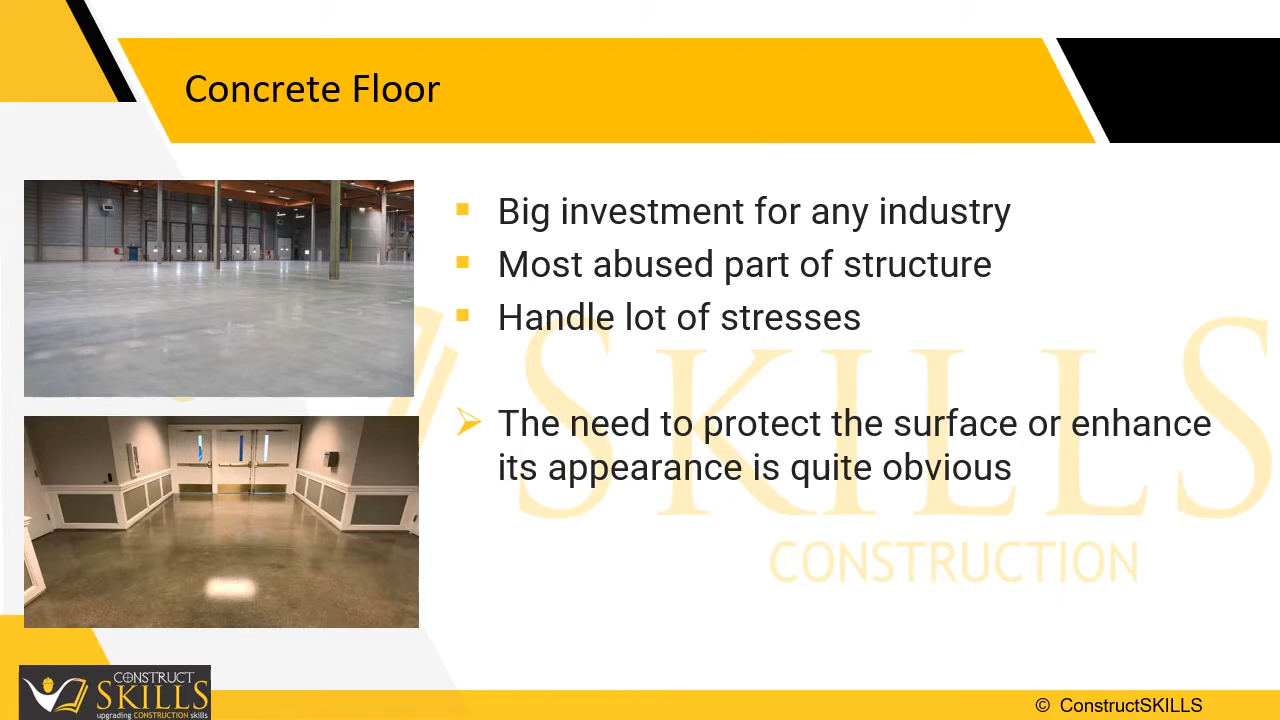 Concrete Floor
Big investment for any industry
Most abused part of structure
Handle lot of stresses
The need to protect the surface or enhance
its appearance is quite obvious
SKILLS
CONSTRUCTION
CONSTRUCT
SKILLS
upgrading CONSTRUCTION skills
© ConstructSKILLS